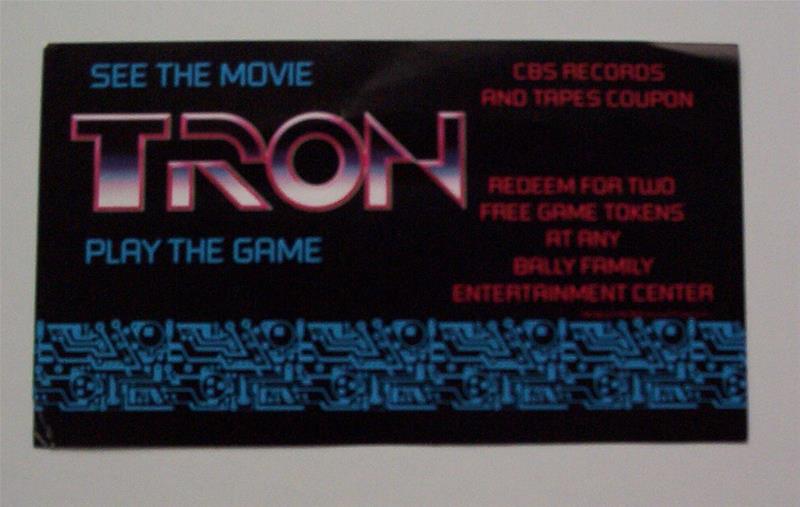 SEE THE MOVIE
TRON
PLAY THE GAME
CBS RECORDS
AND TAPES COUPON
REDEEM FOR TWO
FREE GAME TOKENS
AT ANY
BALLY FAMILY
ENTERTAINMENT CENTER